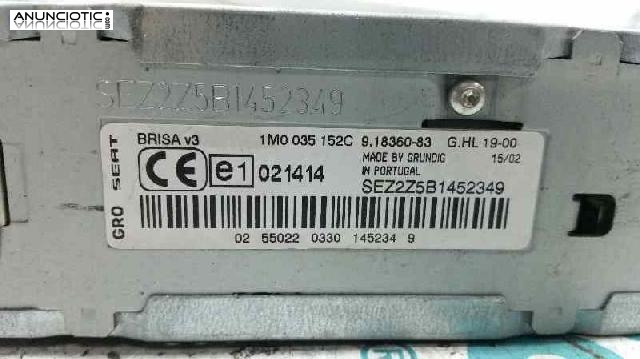 ANUNCIOTIC
SEZ2Z5B1452349
GRO SEAT
BRISA v3
1M0 035 152C 9.18360-83 G.HL 19-00
MADE BY GRUNDIG 15/02
IN PORTUGAL
CE e1 021414
SEZ2Z5B1452349
02 55022 0330 145234 9